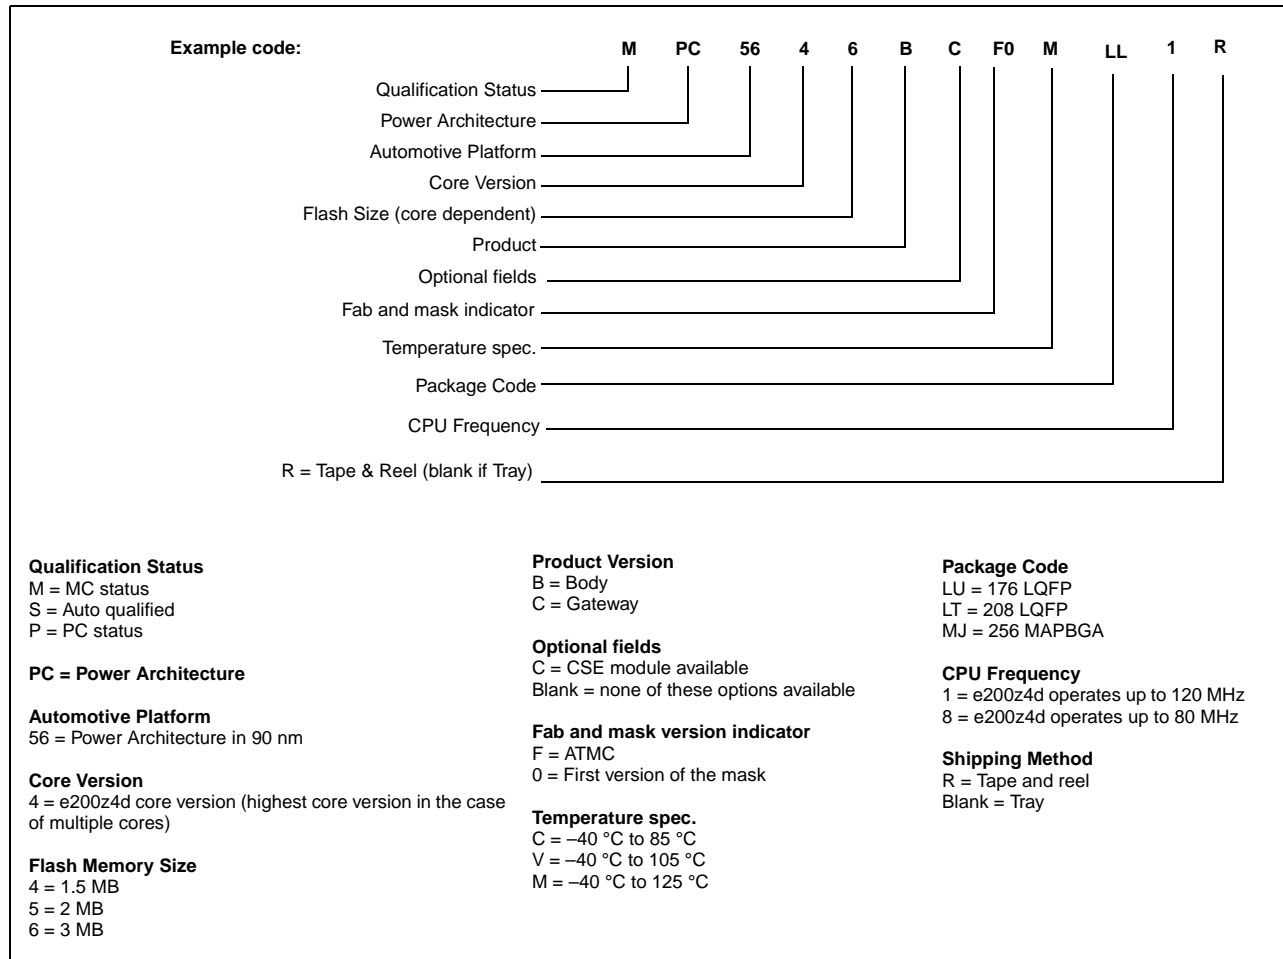 Example code: M PC 56 4 6 B C F0 M LL 1 R
Qualification Status
Power Architecture
Automotive Platform
Core Version
Flash Size (core dependent)
Product
Optional fields
Fab and mask indicator
Temperature spec.
Package Code
CPU Frequency
R = Tape & Reel (blank if Tray)
Qualification Status
M = MC status
S = Auto qualified
P = PC status
PC = Power Architecture
Automotive Platform
56 = Power Architecture in 90 nm
Core Version
4 = e200z4d core version (highest core version in the case
of multiple cores)
Flash Memory Size
4 = 1.5 MB
5 = 2 MB
6 = 3 MB
Product Version
B = Body
C = Gateway
Optional fields
C = CSE module available
Blank = none of these options available
Fab and mask version indicator
F = ATMC
0 = First version of the mask
Temperature spec.
C = –40 °C to 85 °C
V = –40 °C to 105 °C
M = –40 °C to 125 °C
Package Code
LU = 176 LQFP
LT = 208 LQFP
MJ = 256 MAPBGA
CPU Frequency
1 = e200z4d operates up to 120 MHz
8 = e200z4d operates up to 80 MHz
Shipping Method
R = Tape and reel
Blank = Tray